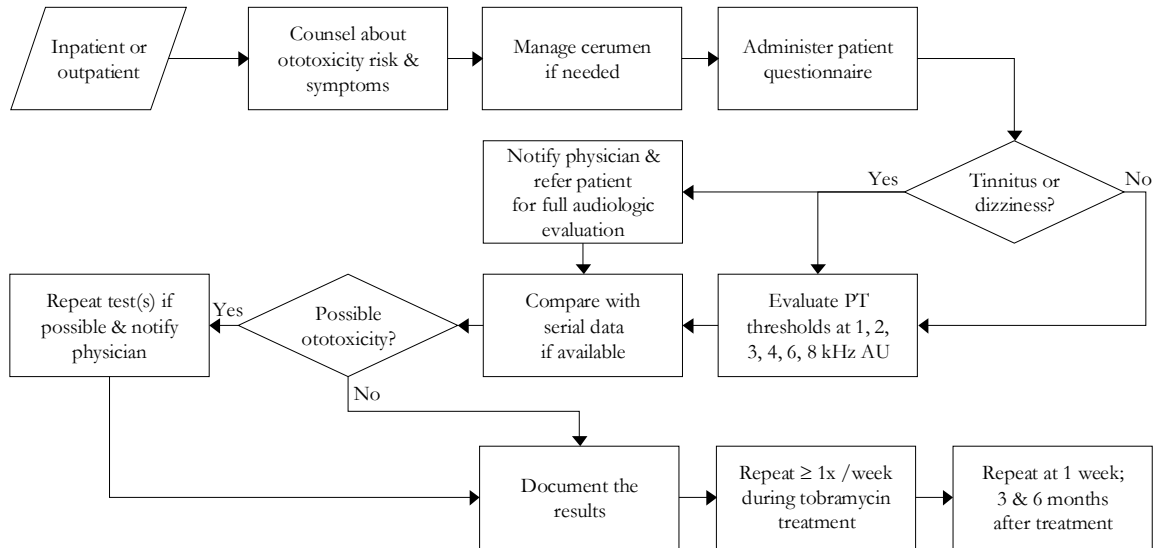 Inpatient or
outpatient
Counsel about
ototoxicity risk &
symptoms
Manage cerumen
if needed
Administer patient
questionnaire
Tinnitus or
dizziness?
Yes
No
Notify physician &
refer patient
for full audiologic
evaluation
Evaluate PT
thresholds at 1, 2,
3, 4, 6, 8 kHz AU
Compare with
serial data
if available
Possible
ototoxicity?
Yes
No
Repeat test(s) if
possible & notify
physician
Document the
results
Repeat ≥ 1x /week
during tobramycin
treatment
Repeat at 1 week;
3 & 6 months
after treatment